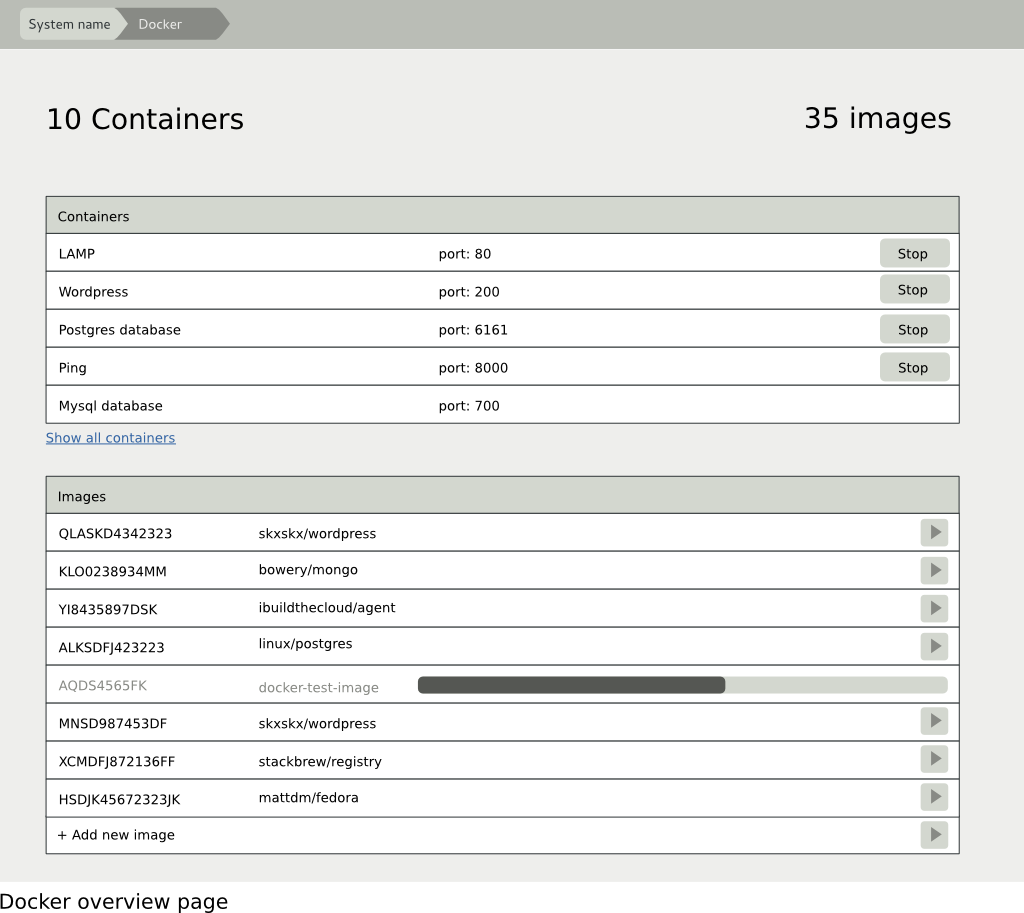 System name Docker
10 Containers 35 images
Containers
LAMP port: 80 Stop
Wordpress port: 200 Stop
Postgres database port: 6161 Stop
Ping port: 8000 Stop
Mysql database port: 700
Show all containers
Images
QLASKD4342323 skxskx/wordpress
KLO0238934MM bowery/mongo
YI8435897DSK ibuildthecloud/agent
ALKSDFJ423223 linux/postgres
AQDS4565FK docker-test-image
MNSD987453DF skxskx/wordpress
XCMDFJ872136FF stackbrew/registry
HSDJK45672323JK mattdm/fedora
+ Add new image
Docker overview page